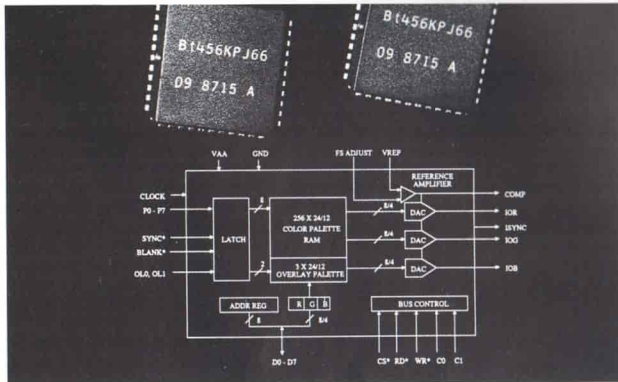 Bt456KPJ66
09 8715 A
Bt456KPJ66
09 8715 A
VAA GND FS ADJUST VREF
REFERENCE
AMPLIFIER
CLOCK
P0 - P7
SYNC*
BLANK*
OL0, OL1
LATCH
8
2
256 X 24/12
COLOR PALETTE
RAM
3 X 24/12
OVERLAY PALETTE
8/4
8/4
8/4
DAC
DAC
DAC
COMP
IOR
ISYNC
IOG
IOB
ADDR REG
R G B
8
8/4
BUS CONTROL
D0 - D7
CS* RD* WR* C0 C1